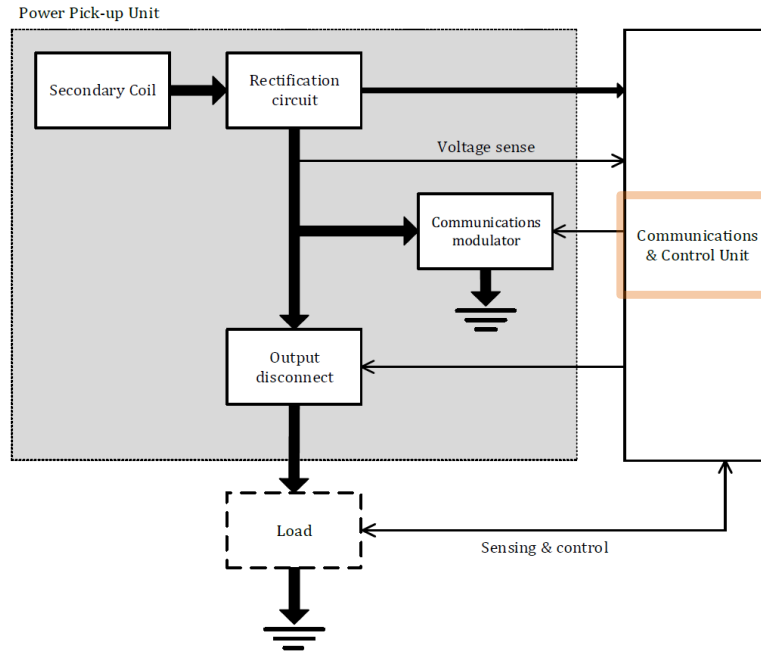 Power Pick-up Unit
Secondary Coil
Rectification
circuit
Voltage sense
Communications
modulator
Communications
& Control Unit
Output
disconnect
Load
Sensing & control